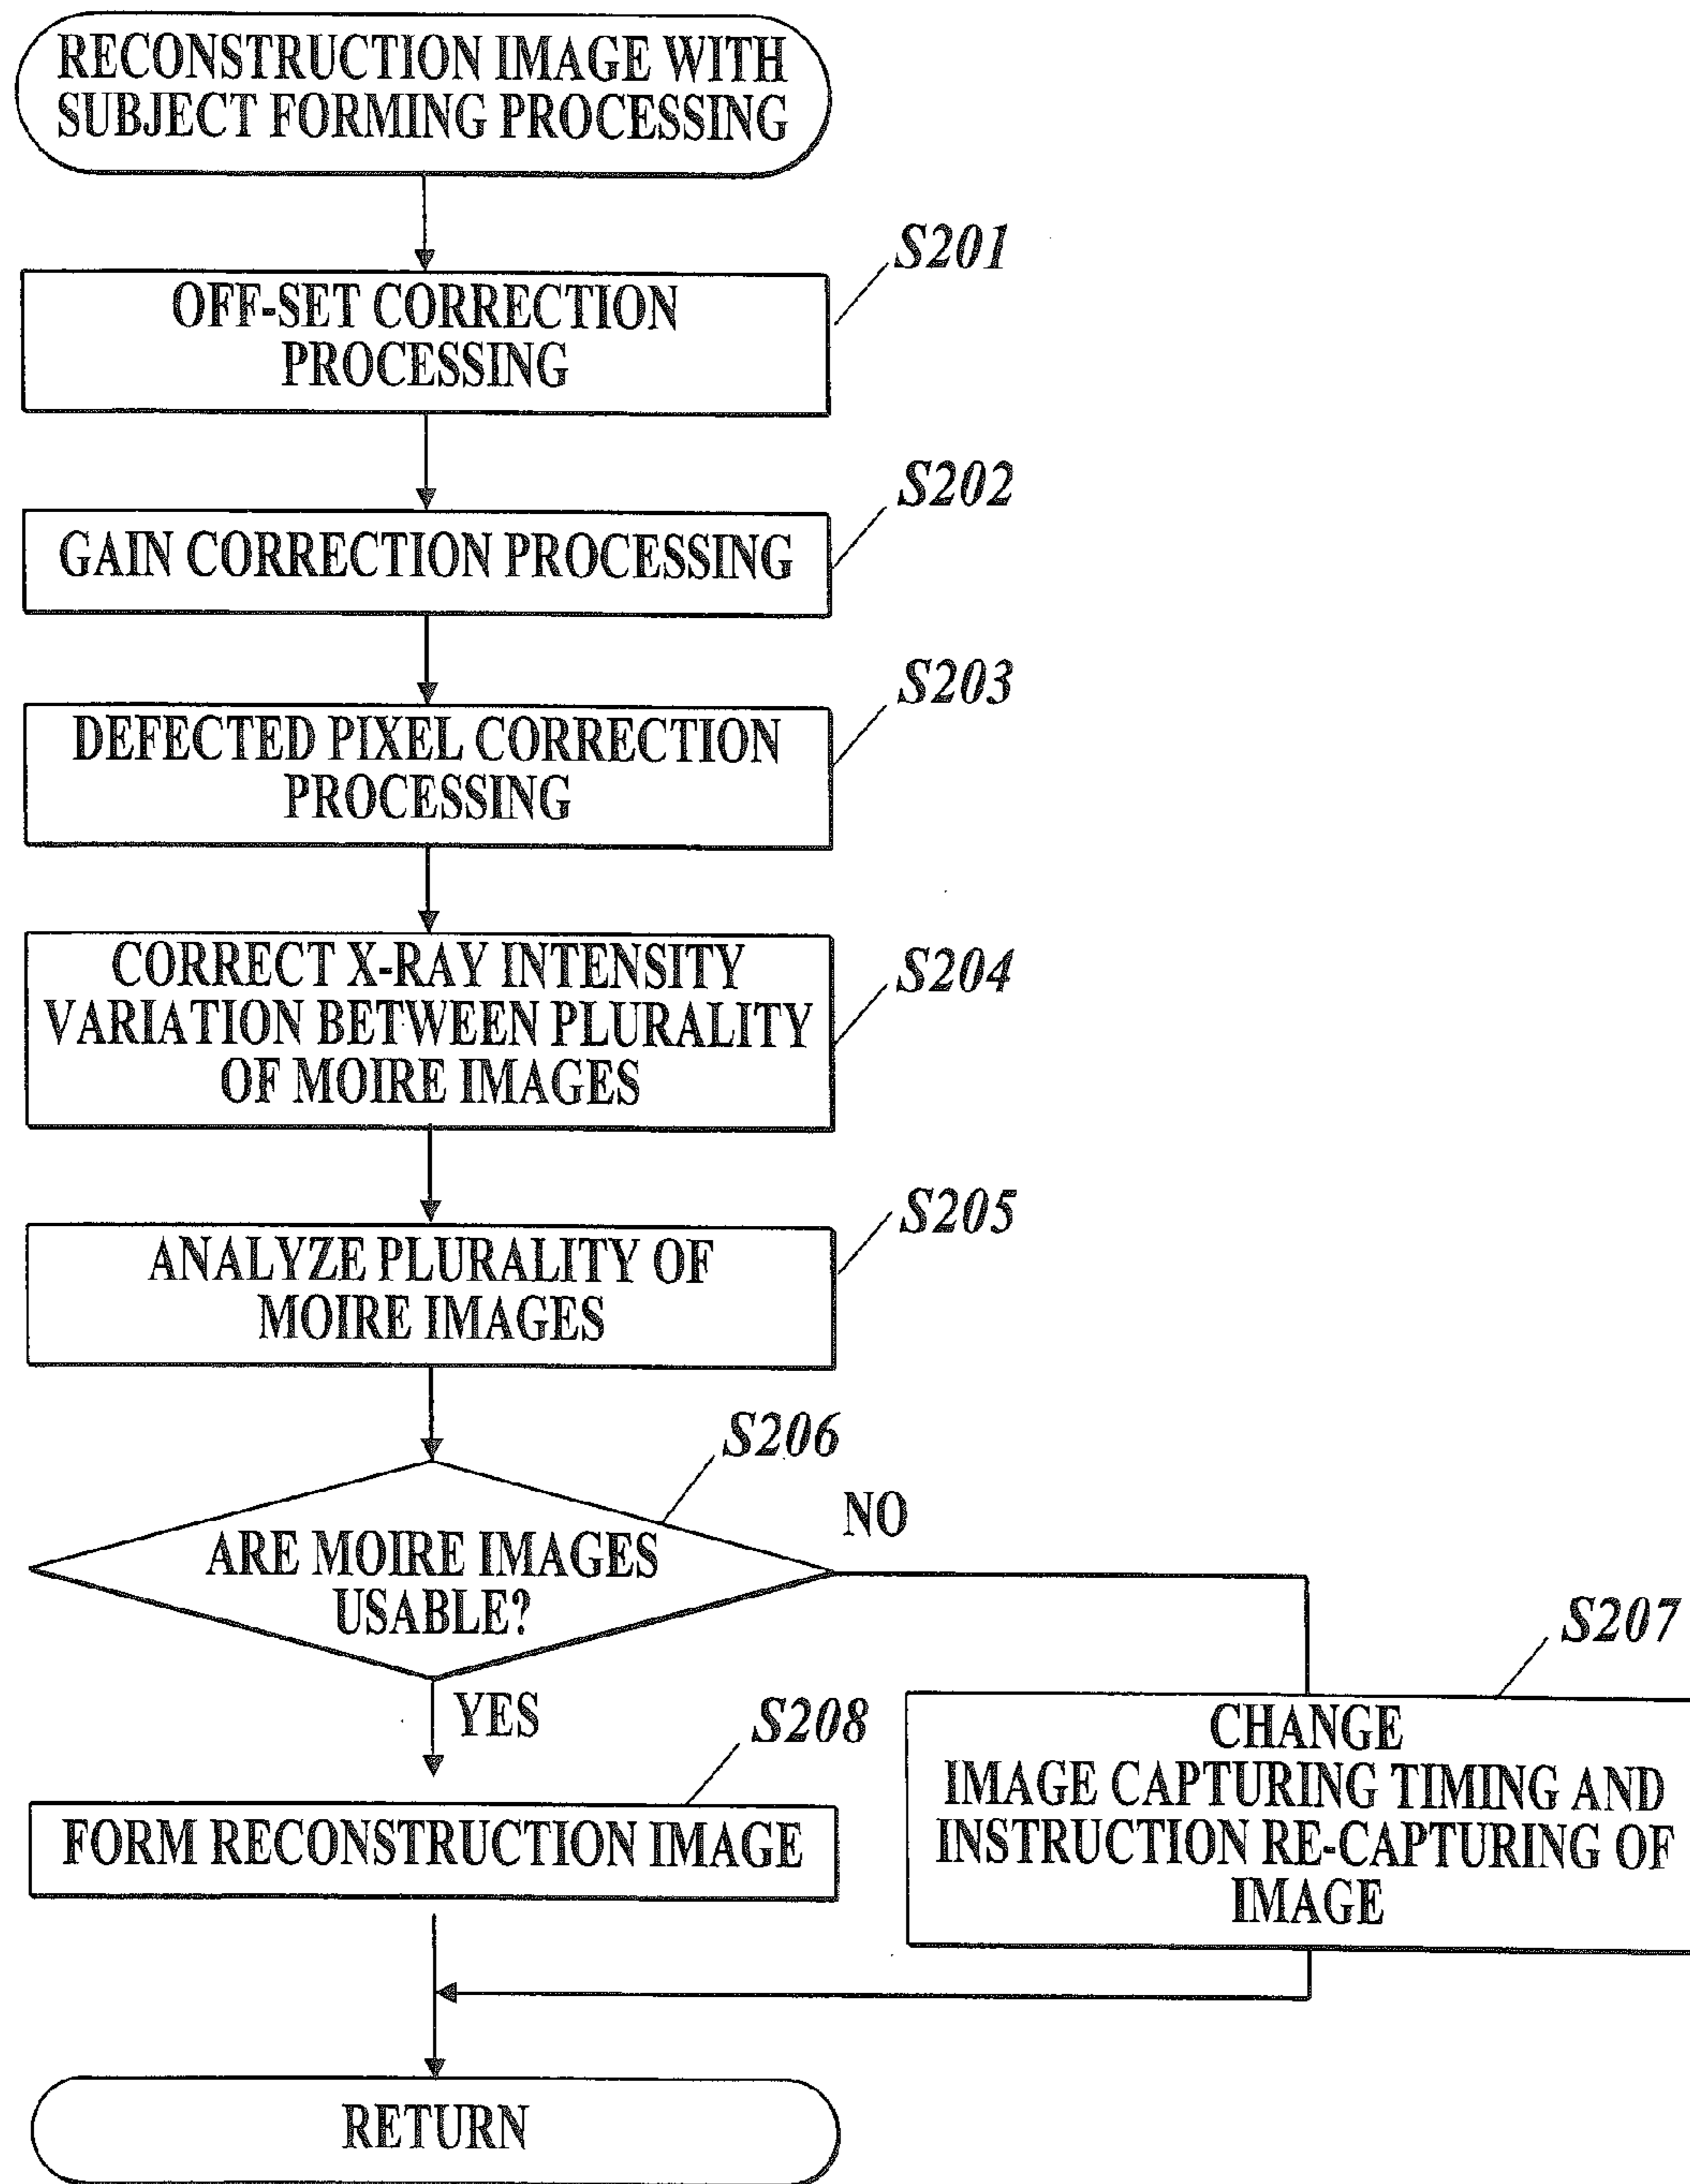 RECONSTRUCTION IMAGE WITH
SUBJECT FORMING PROCESSING
S201
OFF-SET CORRECTION
PROCESSING
S202
GAIN CORRECTION PROCESSING
S203
DEFECTED PIXEL CORRECTION
PROCESSING
S204
CORRECT X-RAY INTENSITY
VARIATION BETWEEN PLURALITY
OF MOIRE IMAGES
S205
ANALYZE PLURALITY OF
MOIRE IMAGES
S206
ARE MOIRE IMAGES
USABLE?
NO
YES
S207
CHANGE
IMAGE CAPTURING TIMING AND
INSTRUCTION RE-CAPTURING OF
IMAGE
S208
FORM RECONSTRUCTION IMAGE
RETURN